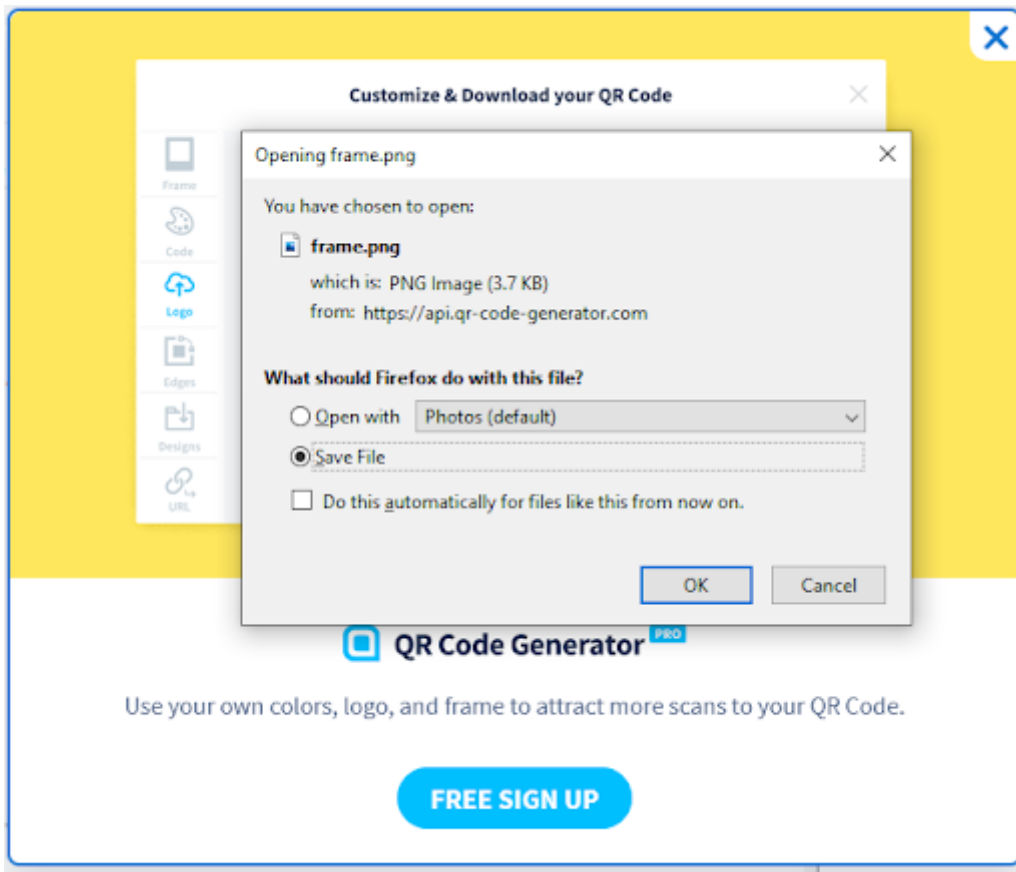 Customize & Download your QR Code
Frame
Code
Logo
Edges
Designs
URL
Opening frame.png
You have chosen to open:
frame.png
which is: PNG Image (3.7 KB)
from: https://api.qr-code-generator.com
What should Firefox do with this file?
Open with Photos (default)
Save File
Do this automatically for files like this from now on.
OK Cancel
QR Code Generator PRO
Use your own colors, logo, and frame to attract more scans to your QR Code.
FREE SIGN UP